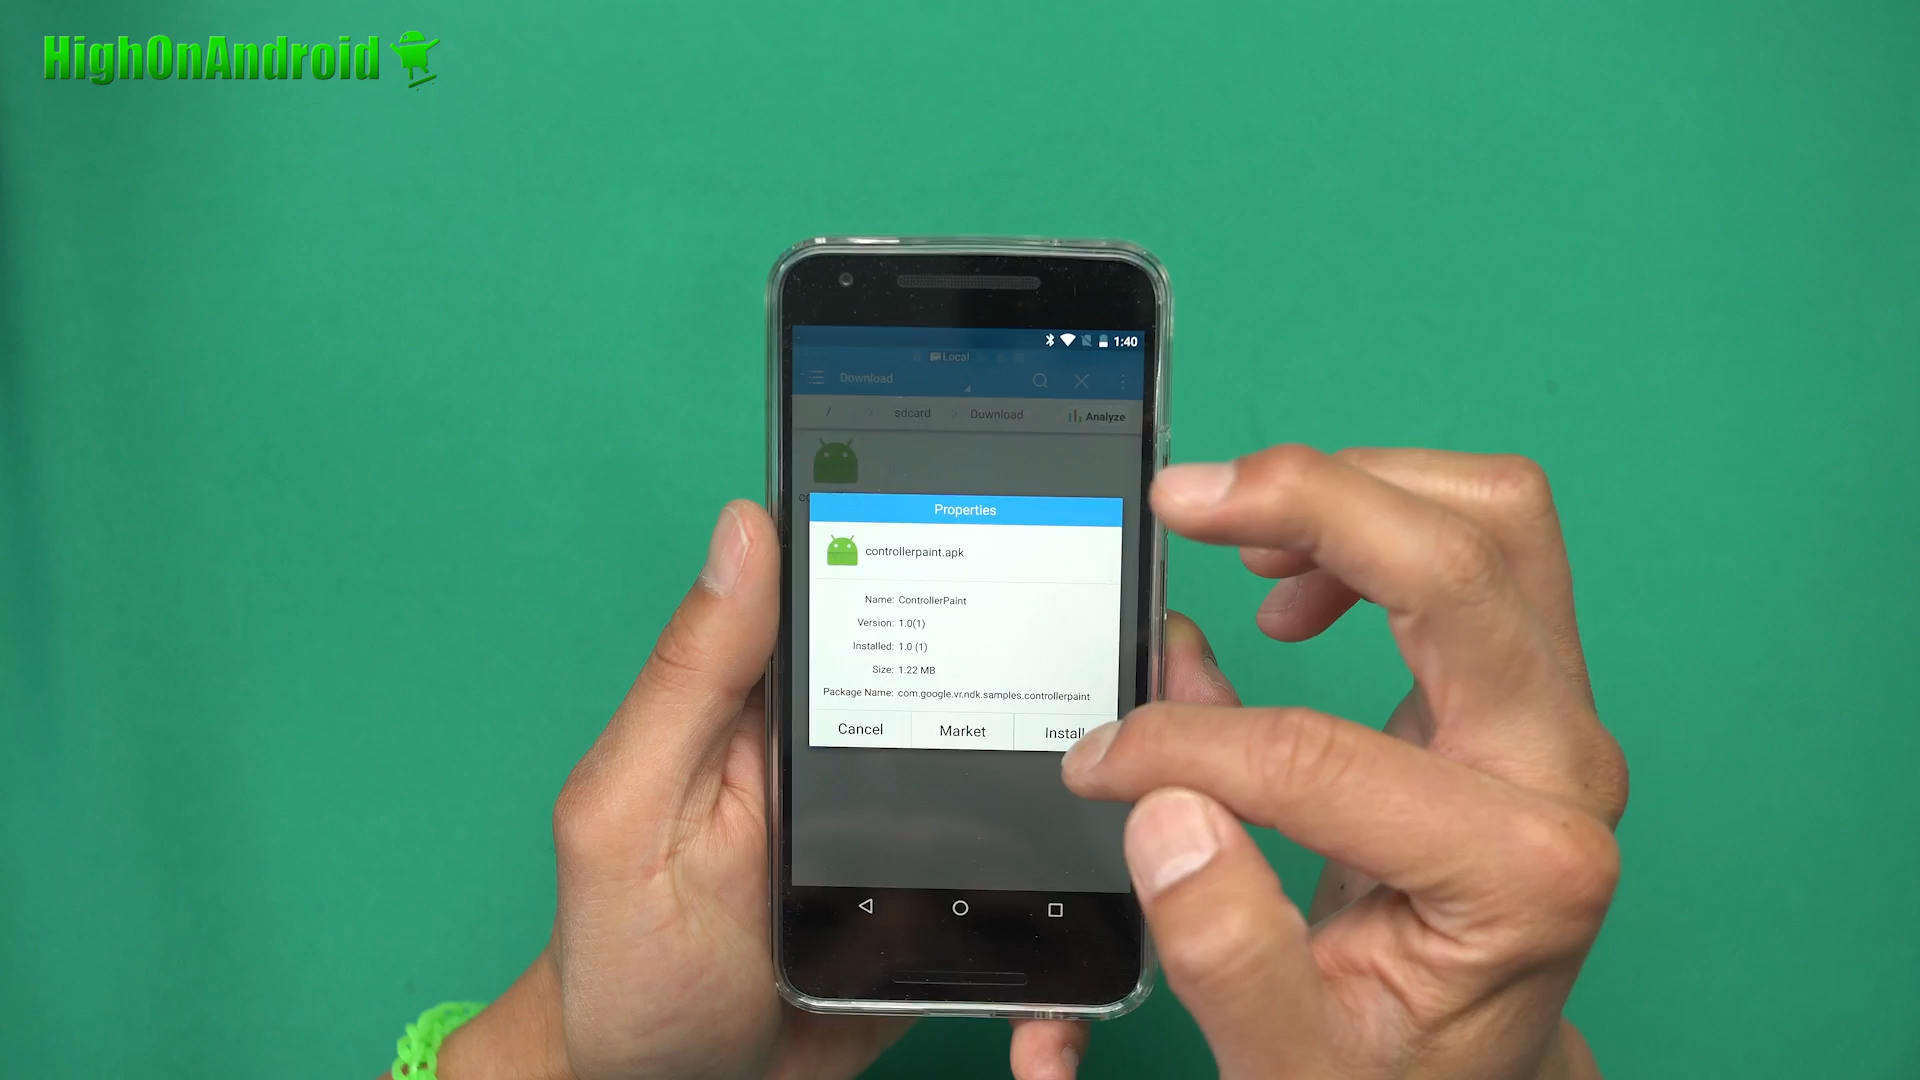 HighOnAndroid
1:40
Local
Download
/ > sdcard > Download Analyze
Properties
controllerpaint.apk
Name: ControllerPaint
Version: 1.0(1)
Installed: 1.0 (1)
Size: 1.22 MB
Package Name: com.google.vr.ndk.samples.controllerpaint
Cancel Market Install